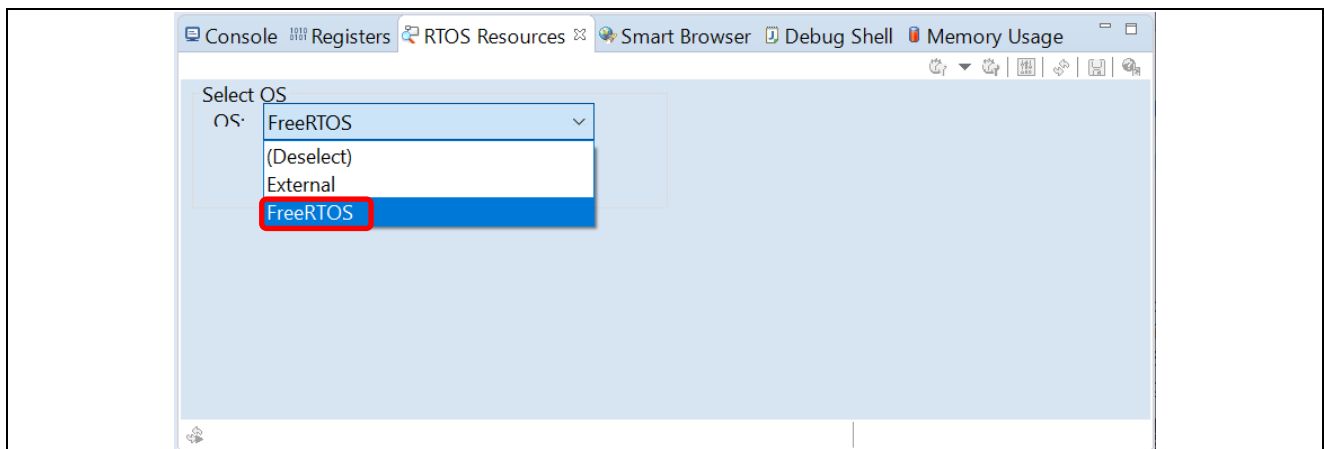 Console Registers RTOS Resources Smart Browser Debug Shell Memory Usage
Select OS
OS: FreeRTOS
(Deselect)
External
FreeRTOS